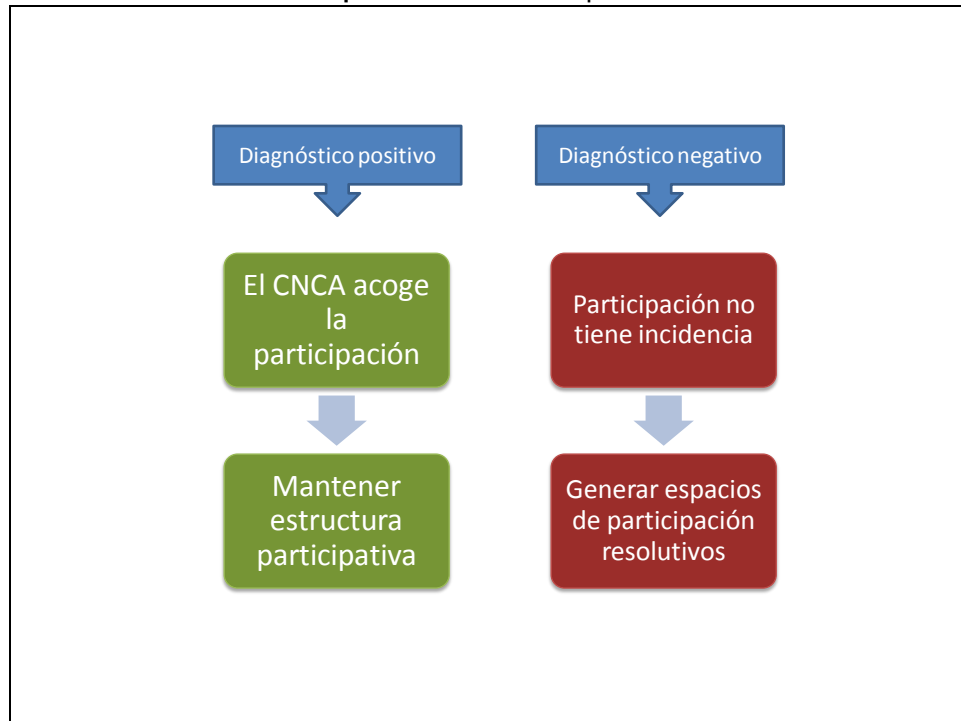 Diagnóstico positivo
Diagnóstico negativo
El CNCA acoge
la
participación
Participación no
tiene incidencia
Mantener
estructura
participativa
Generar espacios
de participación
resolutivos